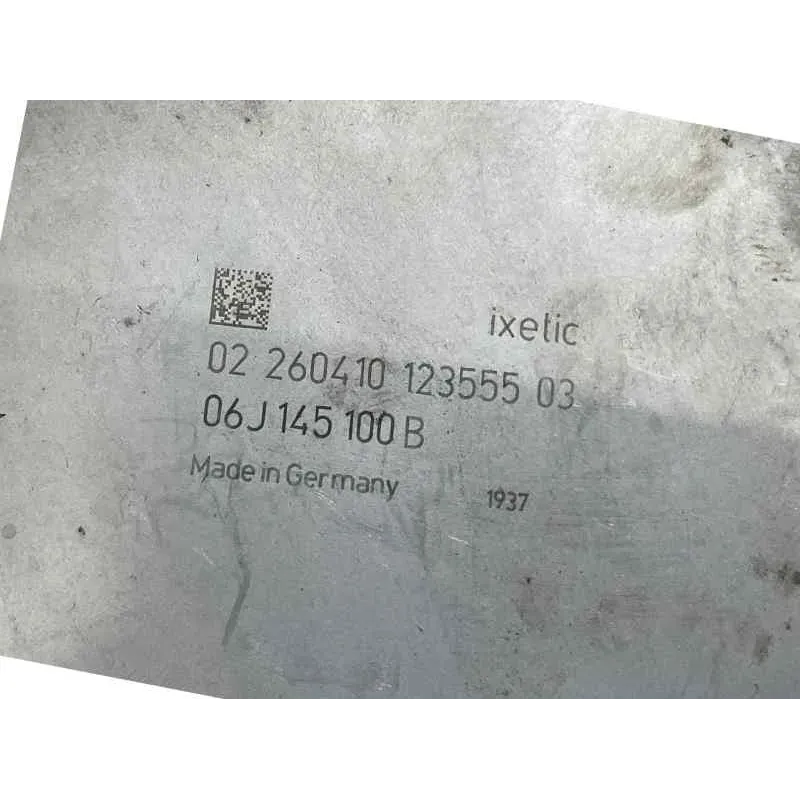 ixetic
02 260410 123555 03
06J 145 100 B
Made in Germany
1937